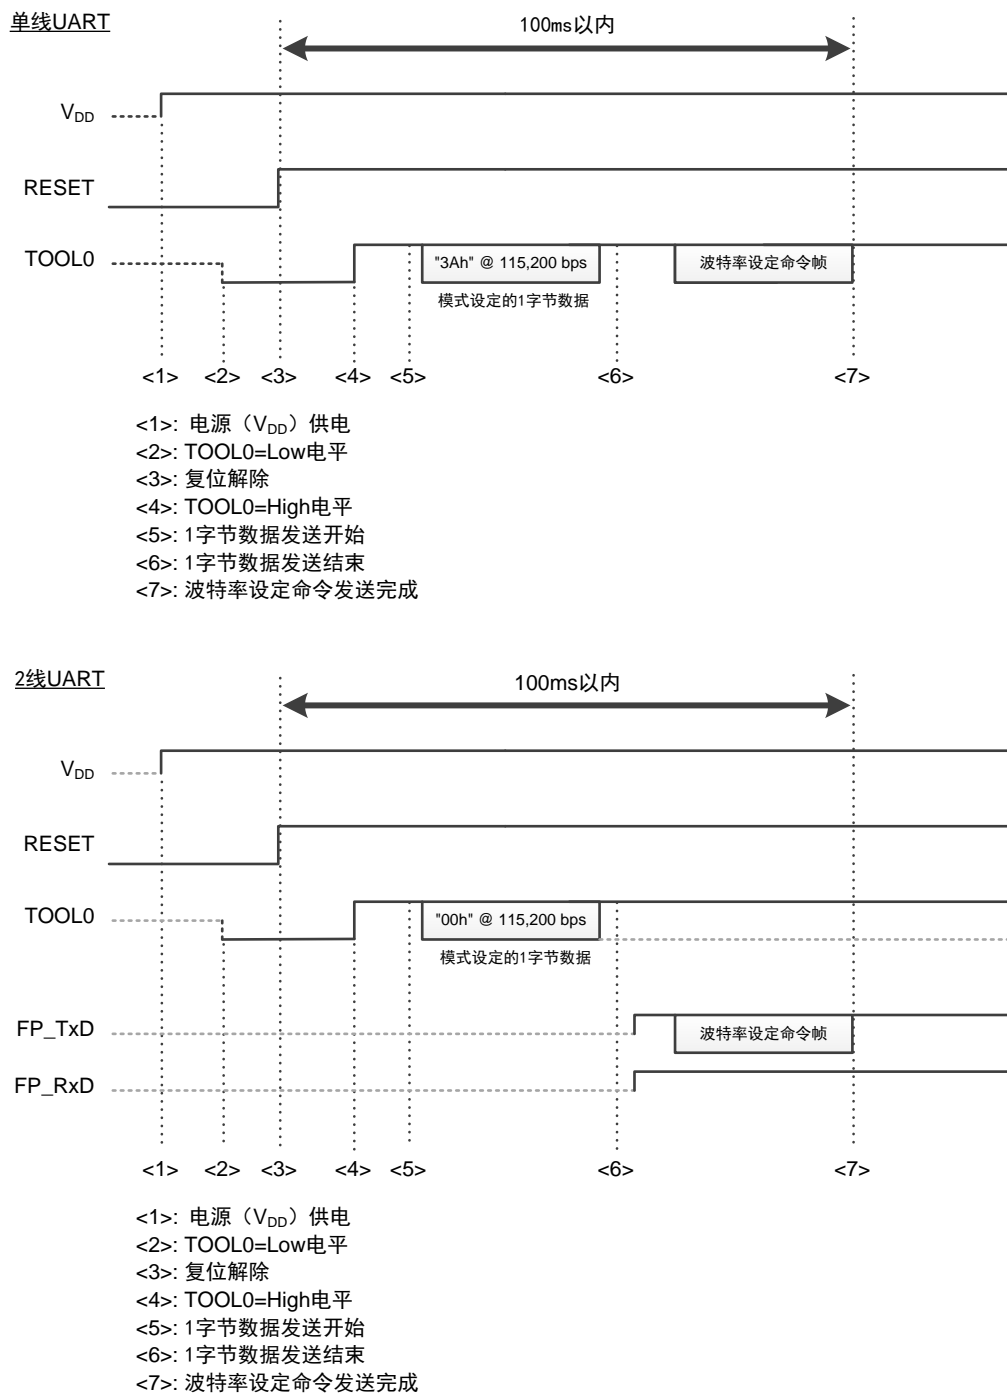 单线UART
100ms以内
VDD
RESET
TOOL0
"3Ah" @ 115,200 bps
波特率设定命令帧
模式设定的1字节数据
<1> <2> <3> <4> <5> <6> <7>
<1>: 电源（VDD）供电
<2>: TOOL0=Low电平
<3>: 复位解除
<4>: TOOL0=High电平
<5>: 1字节数据发送开始
<6>: 1字节数据发送结束
<7>: 波特率设定命令发送完成
2线UART
100ms以内
VDD
RESET
TOOL0
"00h" @ 115,200 bps
模式设定的1字节数据
FP_TxD
波特率设定命令帧
FP_RxD
<1> <2> <3> <4> <5> <6> <7>
<1>: 电源（VDD）供电
<2>: TOOL0=Low电平
<3>: 复位解除
<4>: TOOL0=High电平
<5>: 1字节数据发送开始
<6>: 1字节数据发送结束
<7>: 波特率设定命令发送完成